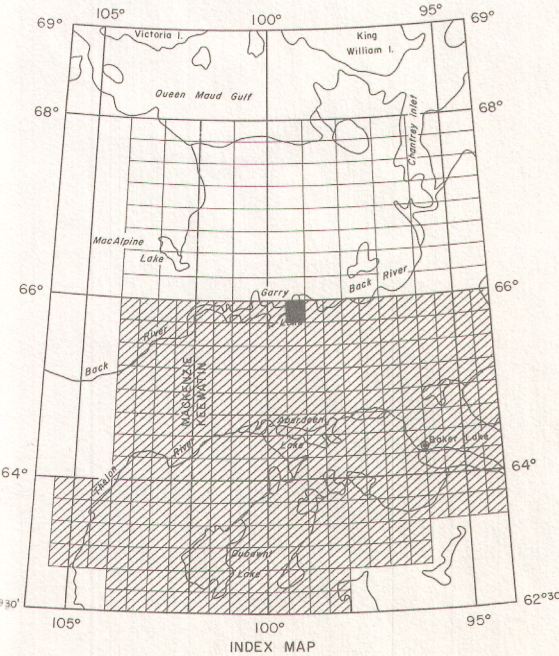 105° 100° 95°
69° 69°
Victoria I. King
William I.
Queen Maud Gulf
68° 68°
Chantrey Inlet
MacAlpine
Lake
Back River
66° 66°
Garry
Lake
Back River
MACKENZIE
KEEWATIN
Aberdeen
Lake
Baker Lake
Thelon River
64° 64°
Dubawnt
Lake
30' 62°30
105° 100° 95°
INDEX MAP